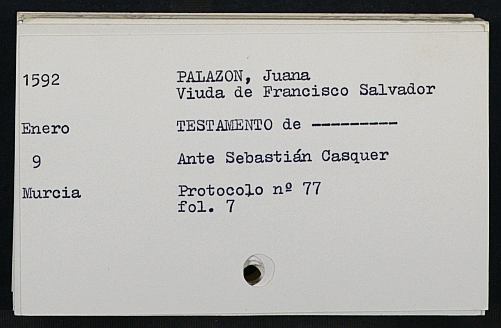 1592 PALAZON, Juana
Viuda de Francisco Salvador
Enero TESTAMENTO de ---------
9 Ante Sebastián Casquer
Murcia Protocolo nº 77
fol. 7